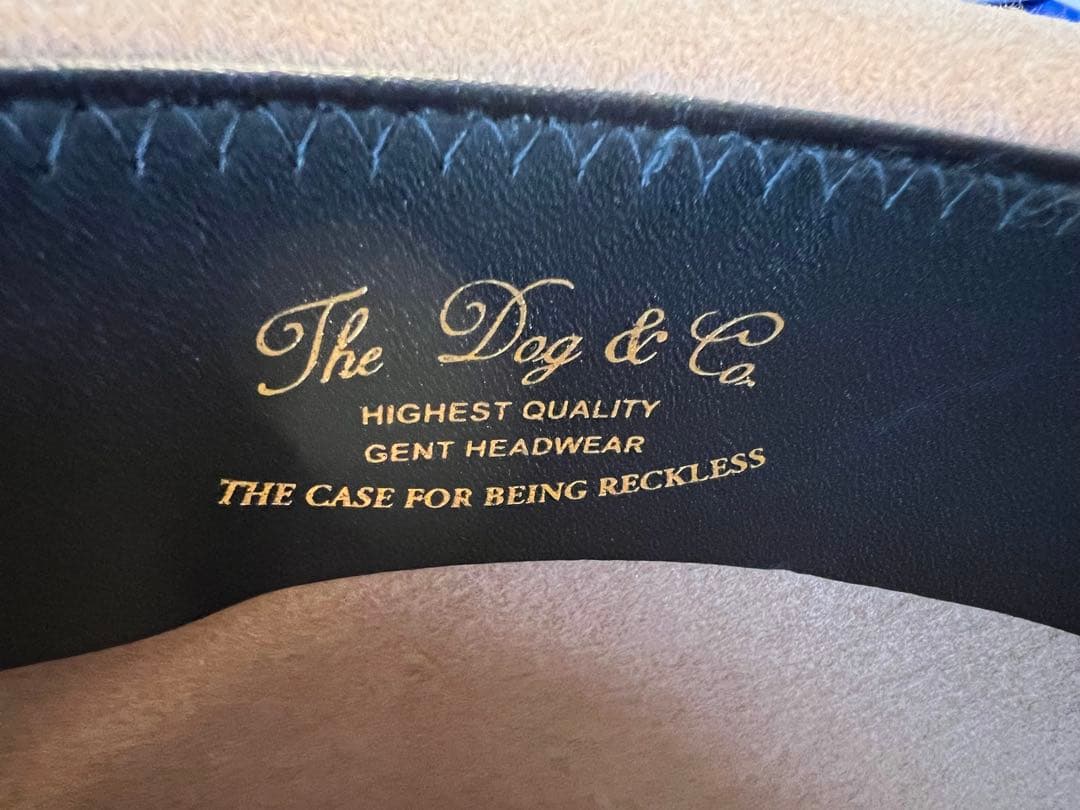 The Dog & Co.
HIGHEST QUALITY
GENT HEADWEAR
THE CASE FOR BEING RECKLESS